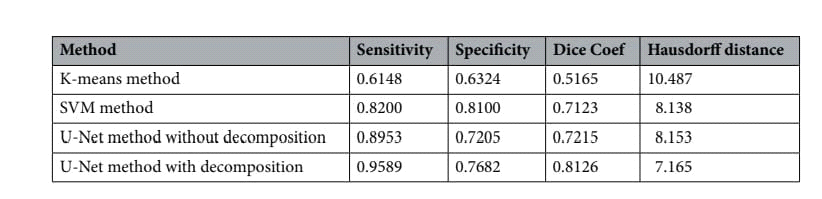 Method Sensitivity Specificity Dice Coef Hausdorff distance
K-means method 0.6148 0.6324 0.5165 10.487
SVM method 0.8200 0.8100 0.7123 8.138
U-Net method without decomposition 0.8953 0.7205 0.7215 8.153
U-Net method with decomposition 0.9589 0.7682 0.8126 7.165